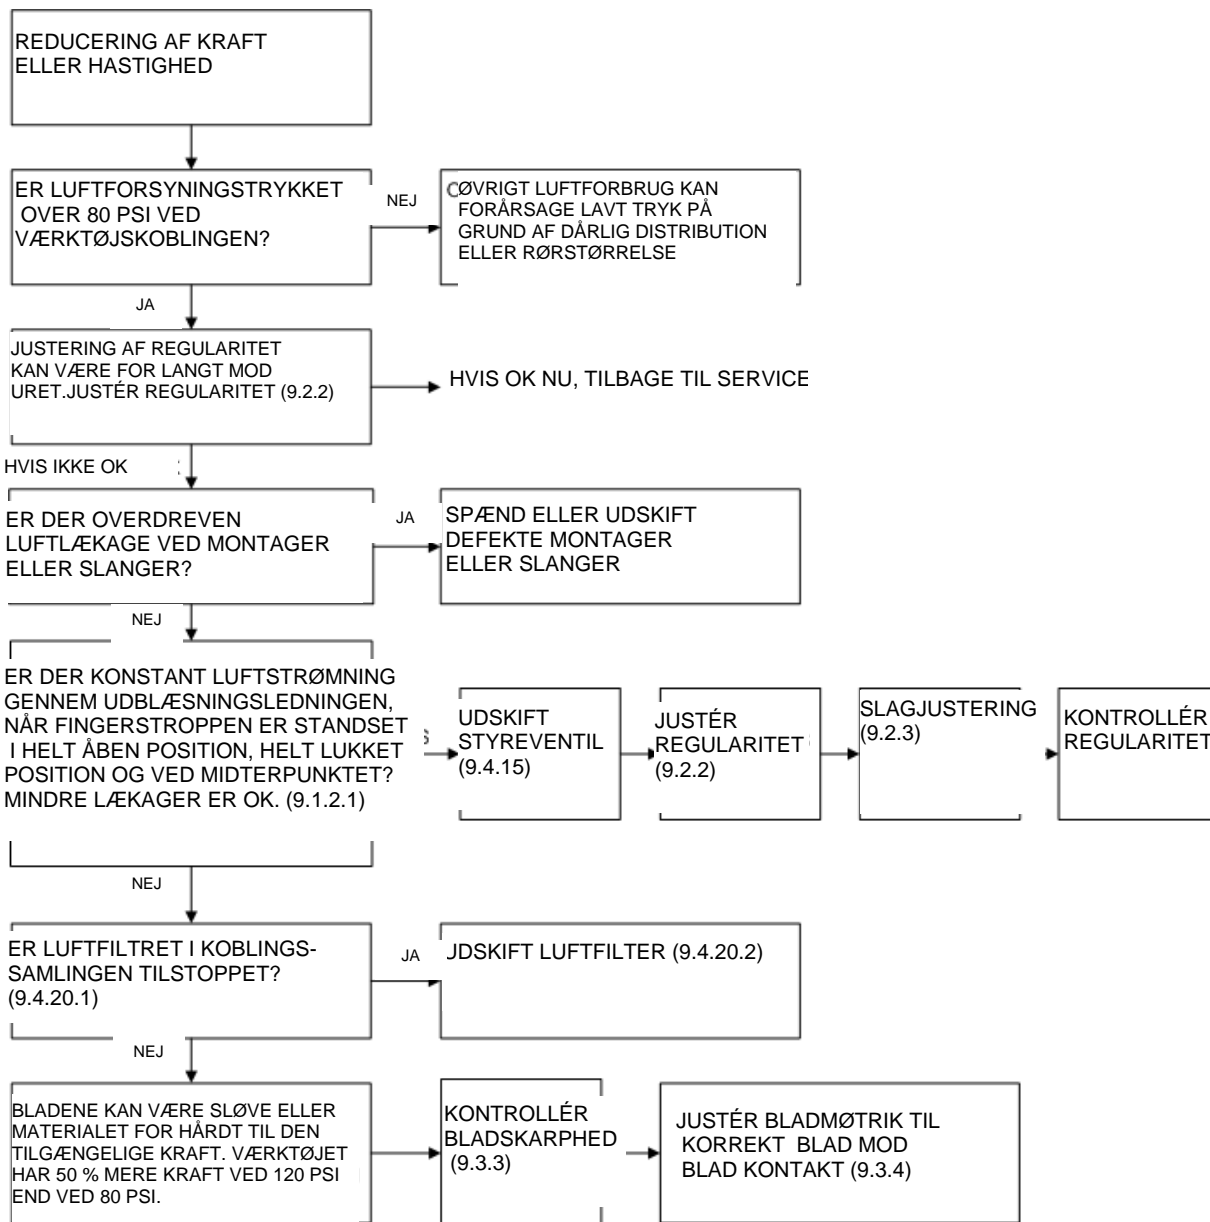 REDUCERING AF KRAFT
ELLER HASTIGHED
ER LUFTFORSYNINGSTRYKKET
OVER 80 PSI VED
VÆRKTØJSKOBLINGEN?
NEJ
ØVRIGT LUFTFORBRUG KAN
FORÅRSAGE LAVT TRYK PÅ
GRUND AF DÅRLIG DISTRIBUTION
ELLER RØRSTØRRELSE
JA
JUSTERING AF REGULARITET
KAN VÆRE FOR LANGT MOD
URET.JUSTÉR REGULARITET (9.2.2)
HVIS OK NU, TILBAGE TIL SERVICE
HVIS IKKE OK
ER DER OVERDREVEN
LUFTLÆKAGE VED MONTAGER
ELLER SLANGER?
JA
SPÆND ELLER UDSKIFT
DEFEKTE MONTAGER
ELLER SLANGER
NEJ
ER DER KONSTANT LUFTSTRØMNING
GENNEM UDBLÆSNINGSLEDNINGEN,
NÅR FINGERSTROPPEN ER STANDSET
I HELT ÅBEN POSITION, HELT LUKKET
POSITION OG VED MIDTERPUNKTET?
MINDRE LÆKAGER ER OK. (9.1.2.1)
S
UDSKIFT
STYREVENTIL
(9.4.15)
JUSTÉR
REGULARITET
(9.2.2)
SLAGJUSTERING
(9.2.3)
KONTROLLÉR
REGULARITET
NEJ
ER LUFTFILTRET I KOBLINGS-
SAMLINGEN TILSTOPPET?
(9.4.20.1)
JA
UDSKIFT LUFTFILTER (9.4.20.2)
NEJ
BLADENE KAN VÆRE SLØVE ELLER
MATERIALET FOR HÅRDT TIL DEN
TILGÆNGELIGE KRAFT. VÆRKTØJET
HAR 50 % MERE KRAFT VED 120 PSI
END VED 80 PSI.
KONTROLLÉR
BLADSKARPHED
(9.3.3)
JUSTÉR BLADMØTRIK TIL
KORREKT BLAD MOD
BLAD KONTAKT (9.3.4)